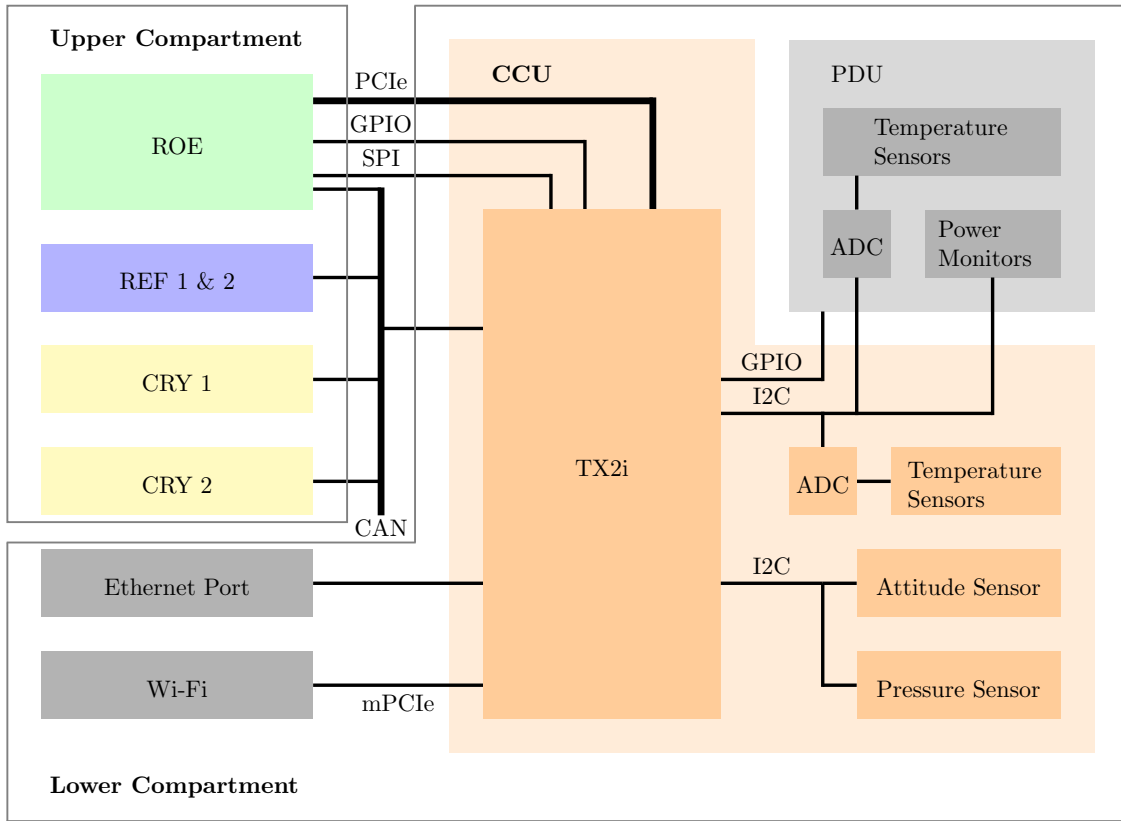 Upper Compartment
ROE
REF 1 & 2
CRY 1
CRY 2
PCIe
GPIO
SPI
CAN
CCU
TX2i
PDU
Temperature
Sensors
ADC
Power
Monitors
GPIO
I2C
ADC
Temperature
Sensors
I2C
Attitude Sensor
Pressure Sensor
Ethernet Port
Wi-Fi
mPCIe
Lower Compartment